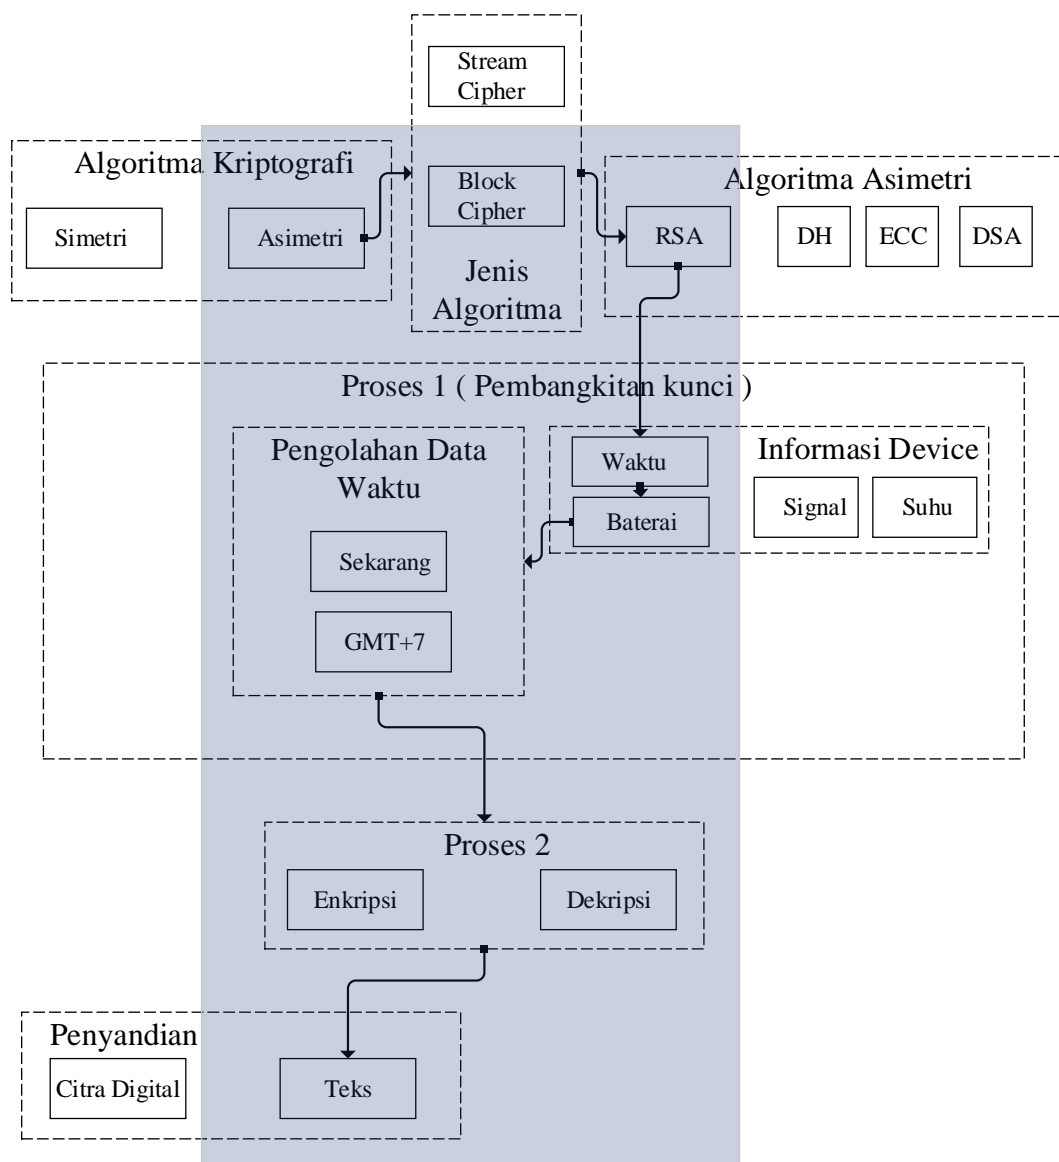 Stream
Cipher
Algoritma Kriptografi
Simetri
Asimetri
Block
Cipher
Jenis
Algoritma
Algoritma Asimetri
RSA
DH
ECC
DSA
Proses 1 ( Pembangkitan kunci )
Pengolahan Data
Waktu
Sekarang
GMT+7
Informasi Device
Waktu
Baterai
Signal
Suhu
Proses 2
Enkripsi
Dekripsi
Penyandian
Citra Digital
Teks